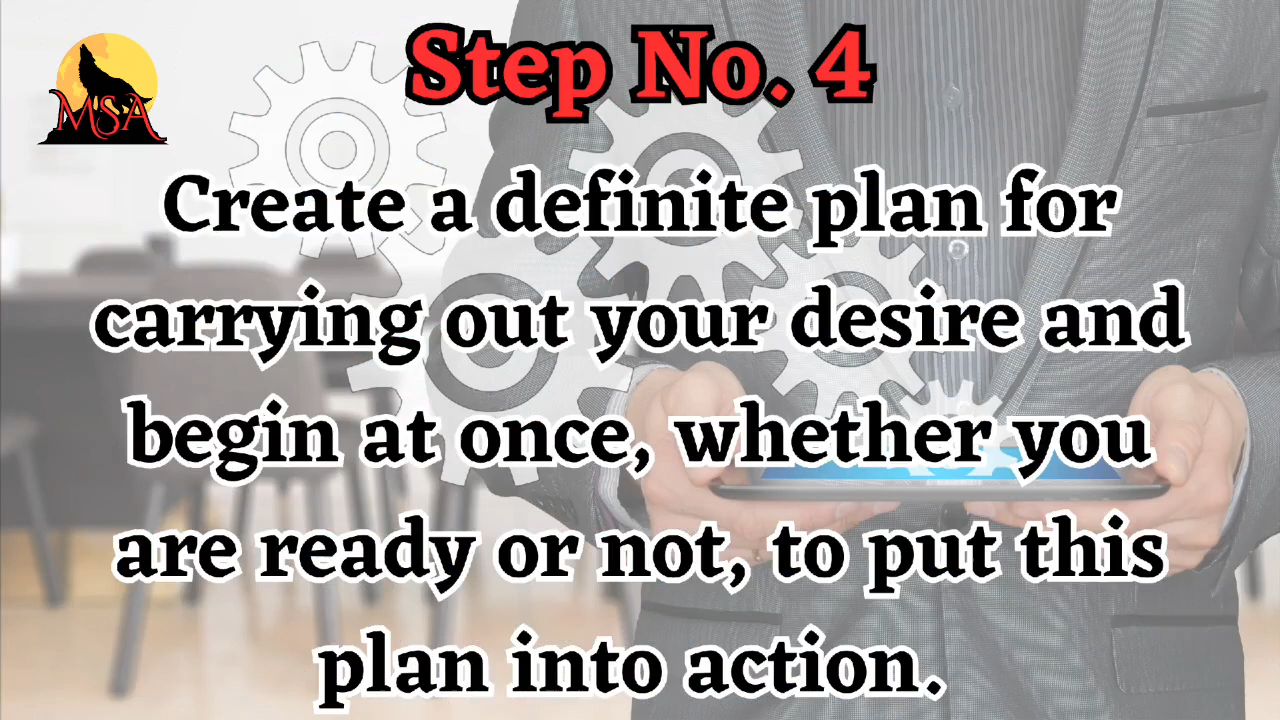 MSA
Step No. 4
Create a definite plan for
carrying out your desire and
begin at once, whether you
are ready or not, to put this
plan into action.